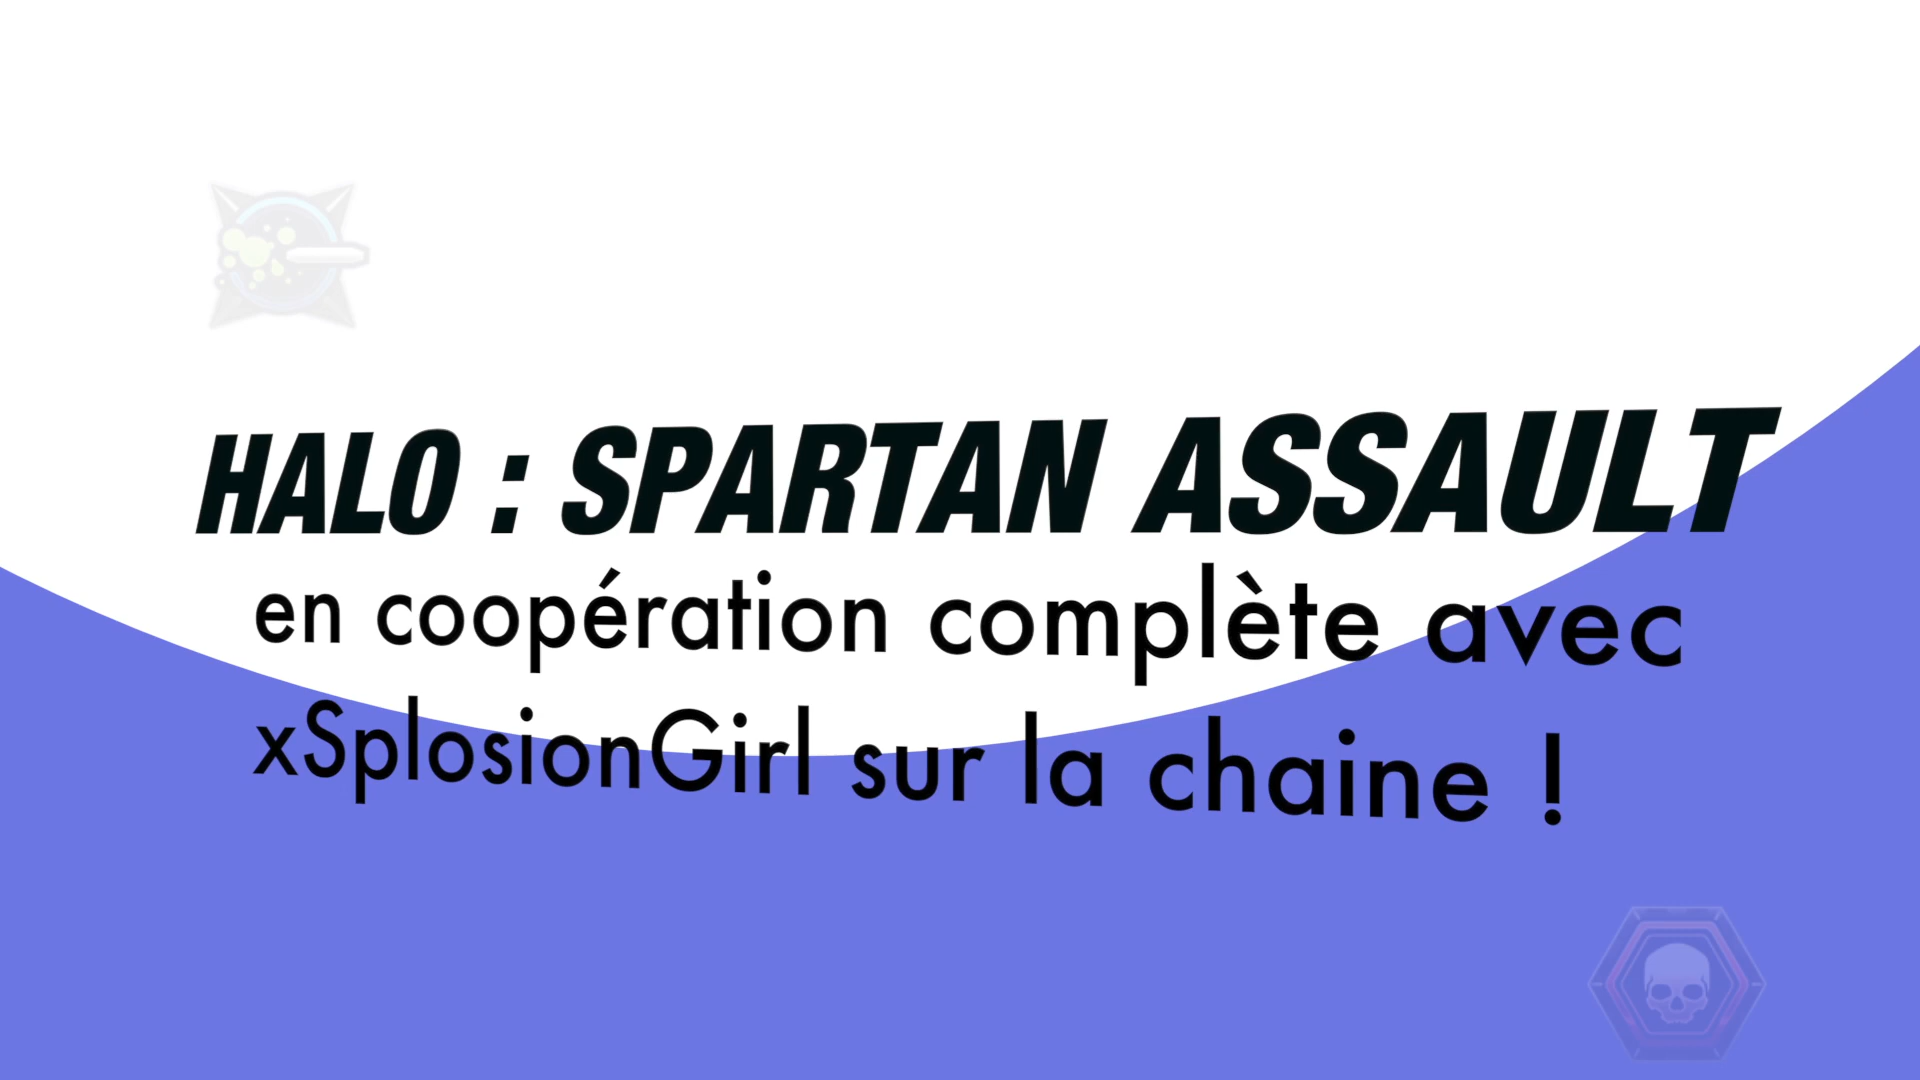 HALO : SPARTAN ASSAULT
en coopération complète avec
xSplosionGirl sur la chaine !